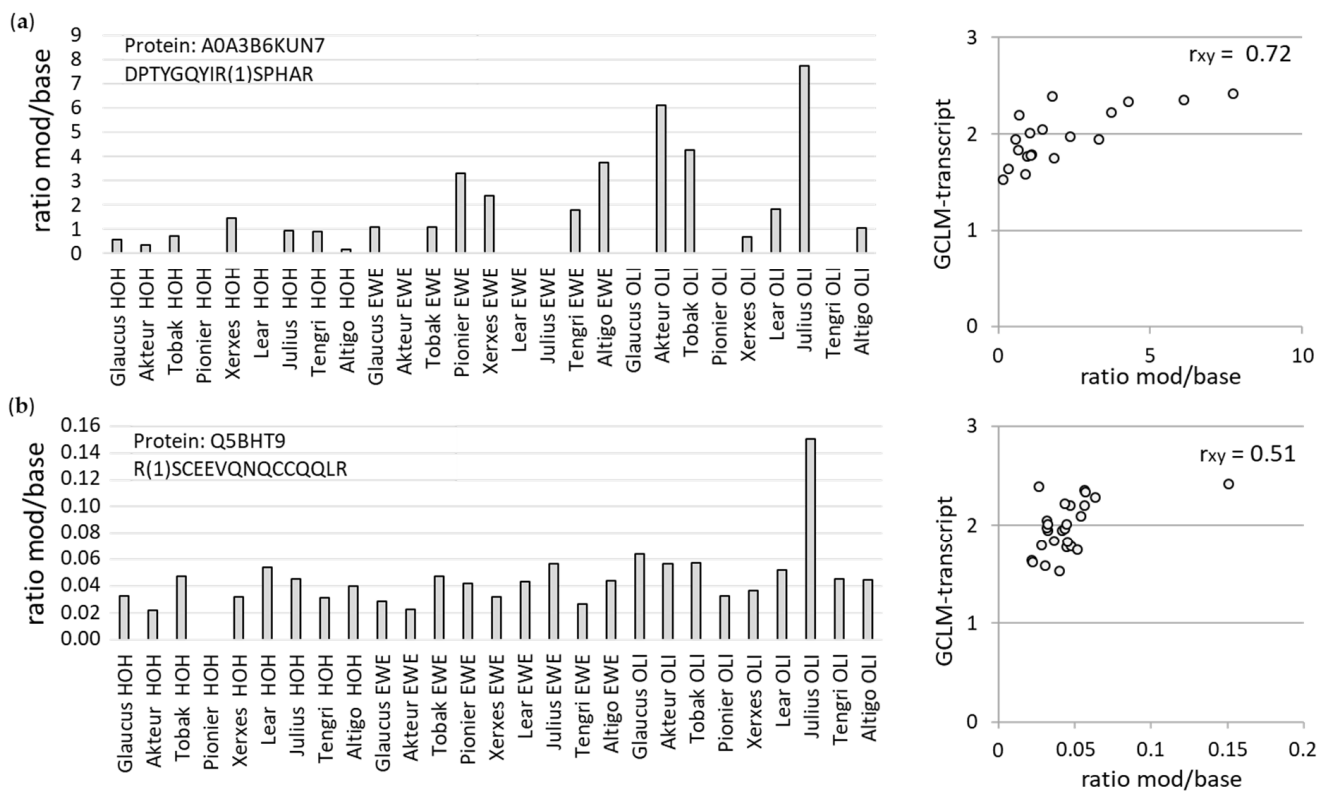 (a)
9
8
7
6
5
4
3
2
1
0
ratio mod/base
Protein: A0A3B6KUN7
DPTYGQYIR(1)SPHAR
Glaucus HOH
Akteur HOH
Tobak HOH
Pionier HOH
Xerxes HOH
Lear HOH
Julius HOH
Tengri HOH
Altigo HOH
Glaucus EWE
Akteur EWE
Tobak EWE
Pionier EWE
Xerxes EWE
Lear EWE
Julius EWE
Tengri EWE
Altigo EWE
Glaucus OLI
Akteur OLI
Tobak OLI
Pionier OLI
Xerxes OLI
Lear OLI
Julius OLI
Tengri OLI
Altigo OLI
rxy = 0.72
3
2
1
0
GCLM-transcript
0 5 10
ratio mod/base
(b)
0.16
0.14
0.12
0.10
0.08
0.06
0.04
0.02
0.00
ratio mod/base
Protein: Q5BHT9
R(1)SCEEVQNQCCQQLR
Glaucus HOH
Akteur HOH
Tobak HOH
Pionier HOH
Xerxes HOH
Lear HOH
Julius HOH
Tengri HOH
Altigo HOH
Glaucus EWE
Akteur EWE
Tobak EWE
Pionier EWE
Xerxes EWE
Lear EWE
Julius EWE
Tengri EWE
Altigo EWE
Glaucus OLI
Akteur OLI
Tobak OLI
Pionier OLI
Xerxes OLI
Lear OLI
Julius OLI
Tengri OLI
Altigo OLI
rxy = 0.51
3
2
1
0
GCLM-transcript
0 0.05 0.1 0.15 0.2
ratio mod/base